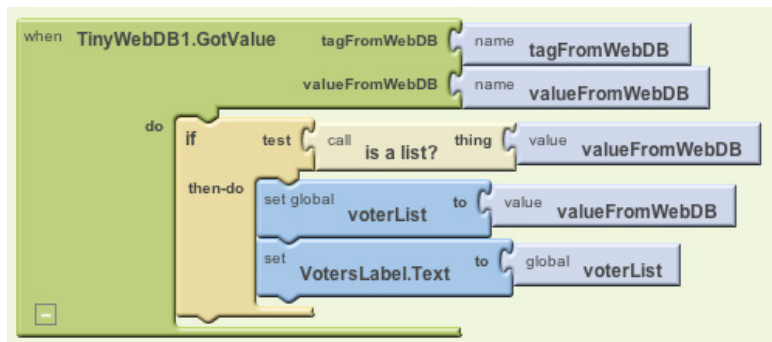 when TinyWebDB1.GotValue tagFromWebDB name tagFromWebDB
valueFromWebDB name valueFromWebDB
do if test call is a list? thing value valueFromWebDB
then-do set global voterList to value valueFromWebDB
set VotersLabel.Text to global voterList